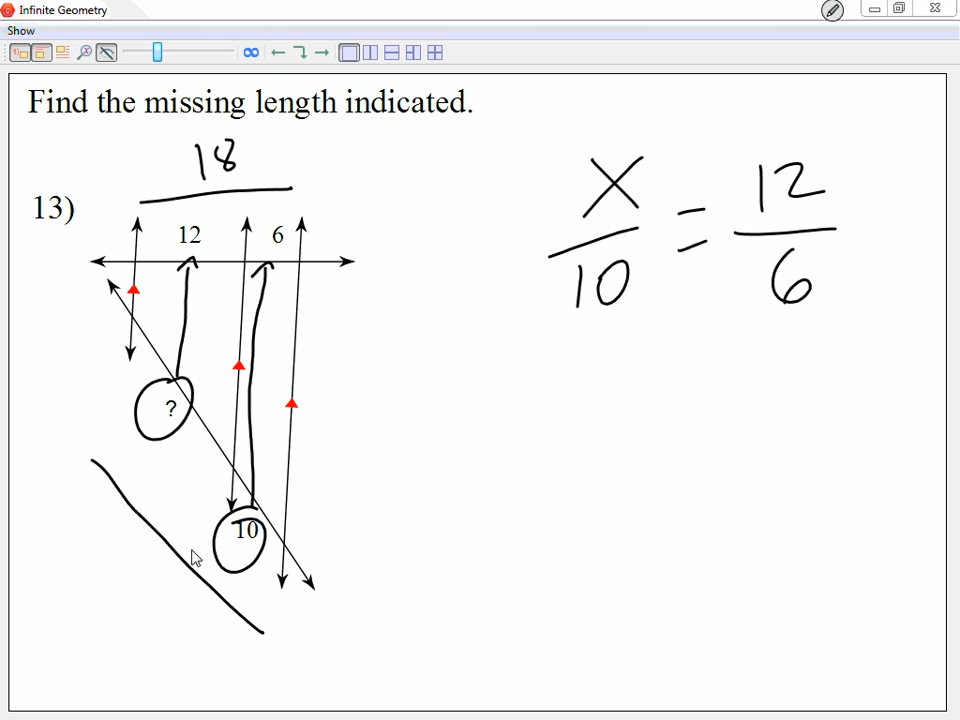 Infinite Geometry
Show
Find the missing length indicated.
18
13)
12 6
?
10
X/10 = 12/6